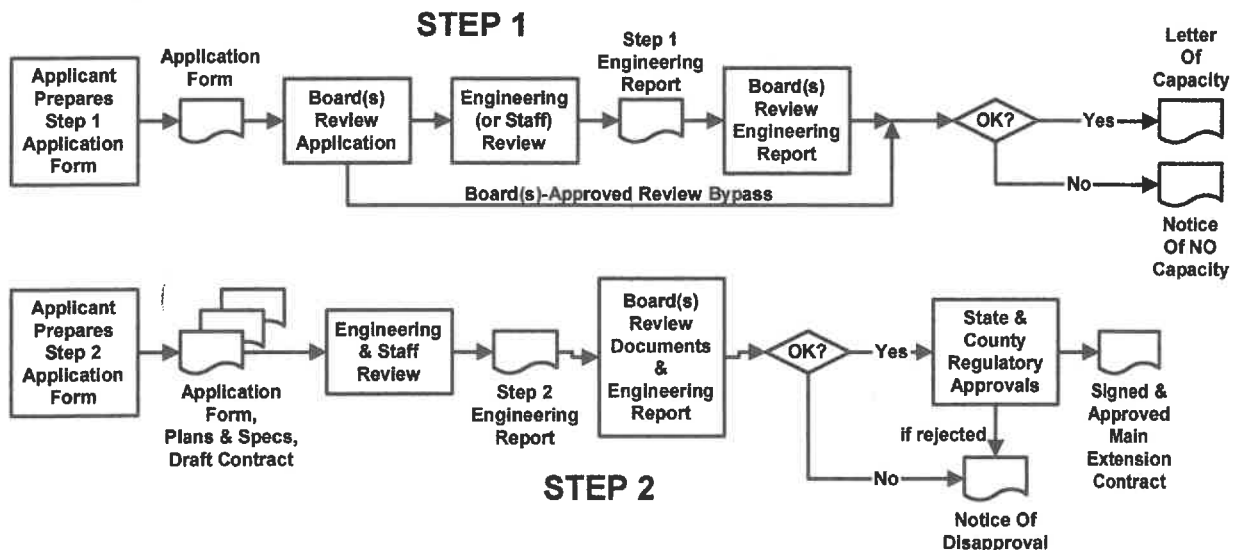 STEP 1
Applicant
Prepares
Step 1
Application
Form
Application
Form
Board(s)
Review
Application
Engineering
(or Staff)
Review
Step 1
Engineering
Report
Board(s)
Review
Engineering
Report
OK?
Yes
Letter
Of
Capacity
No
Notice
Of NO
Capacity
Board(s)-Approved Review Bypass
Applicant
Prepares
Step 2
Application
Form
Application
Form,
Plans & Specs,
Draft Contract
Engineering
& Staff
Review
Step 2
Engineering
Report
Board(s)
Review
Documents
&
Engineering
Report
OK?
Yes
State &
County
Regulatory
Approvals
Signed &
Approved
Main
Extension
Contract
if rejected
No
Notice Of
Disapproval
STEP 2